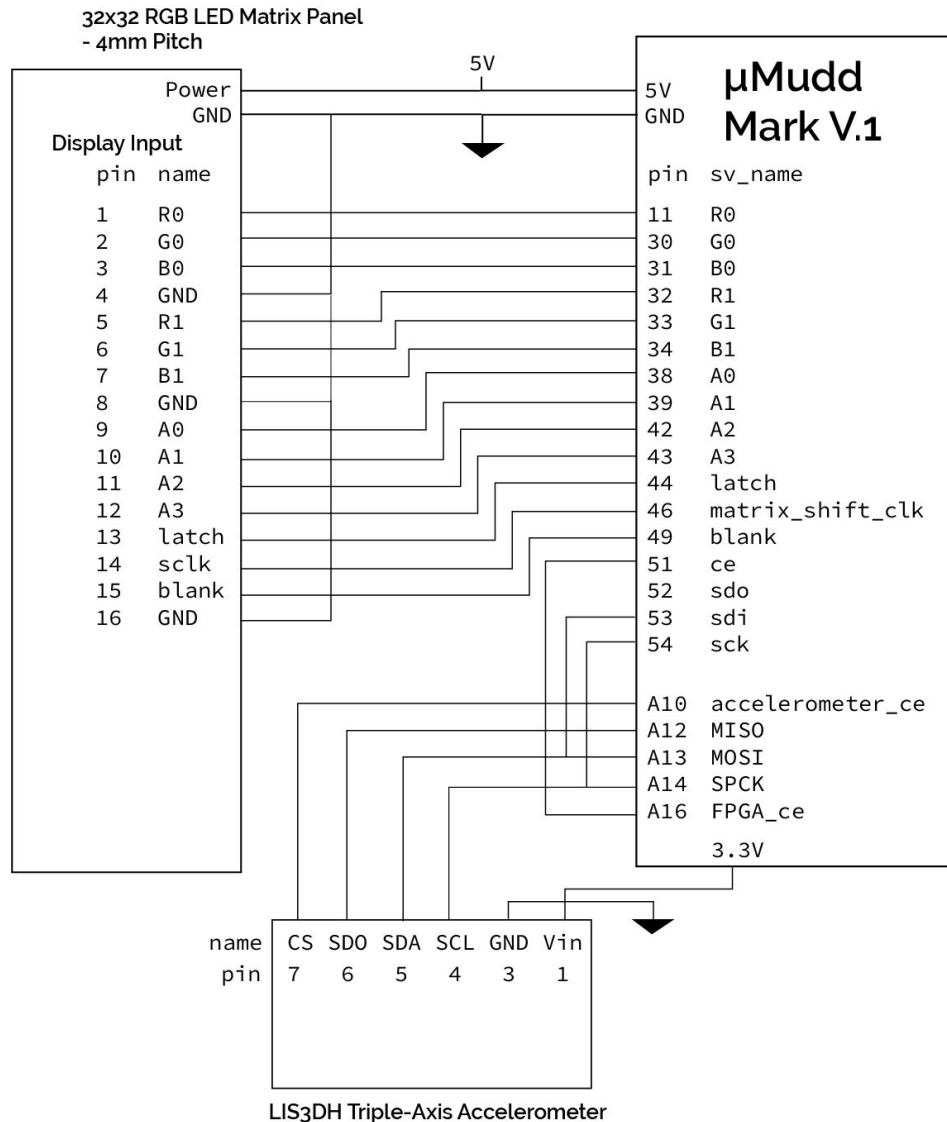 32x32 RGB LED Matrix Panel
- 4mm Pitch
Power
GND
Display Input
pin name
1 R0
2 G0
3 B0
4 GND
5 R1
6 G1
7 B1
8 GND
9 A0
10 A1
11 A2
12 A3
13 latch
14 sclk
15 blank
16 GND
5V
µMudd
Mark V.1
5V
GND
pin sv_name
11 R0
30 G0
31 B0
32 R1
33 G1
34 B1
38 A0
39 A1
42 A2
43 A3
44 latch
46 matrix_shift_clk
49 blank
51 ce
52 sdo
53 sdi
54 sck
A10 accelerometer_ce
A12 MISO
A13 MOSI
A14 SPCK
A16 FPGA_ce
3.3V
name CS SDO SDA SCL GND Vin
pin 7 6 5 4 3 1
LIS3DH Triple-Axis Accelerometer